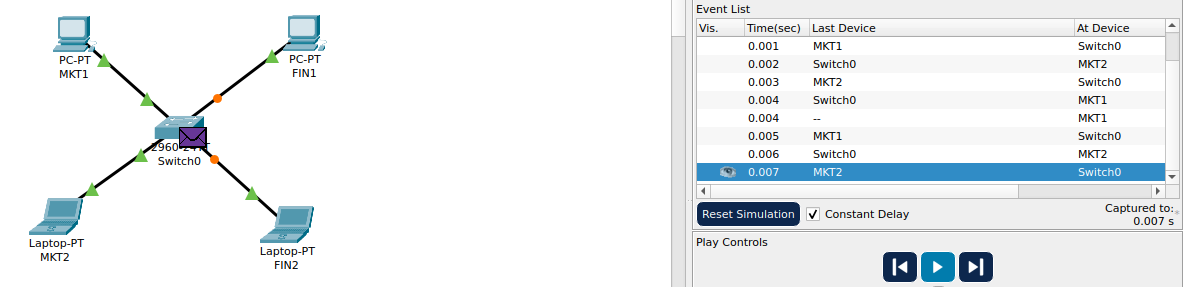 PC-PT
MKT1
PC-PT
FIN1
Switch0
Laptop-PT
MKT2
Laptop-PT
FIN2
Event List
Vis. Time(sec) Last Device At Device
0.001 MKT1 Switch0
0.002 Switch0 MKT2
0.003 MKT2 Switch0
0.004 Switch0 MKT1
0.004 -- MKT1
0.005 MKT1 Switch0
0.006 Switch0 MKT2
0.007 MKT2 Switch0
Reset Simulation Constant Delay
Captured to:
0.007 s
Play Controls